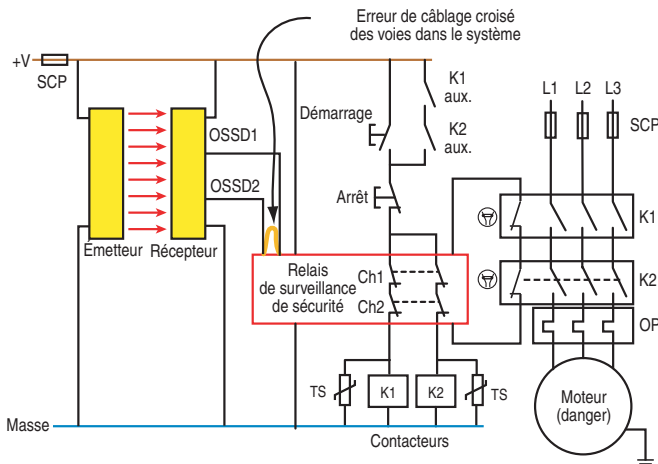 Erreur de câblage croisé
des voies dans le système
+V
SCP
K1
aux.
L1 L2 L3
Démarrage
K2
aux.
SCP
OSSD1
OSSD2
Arrêt
K1
Émetteur Récepteur
Relais
de surveillance
de sécurité
Ch1
Ch2
K2
OP
TS
K1
K2
TS
Moteur
(danger)
Masse
Contacteurs